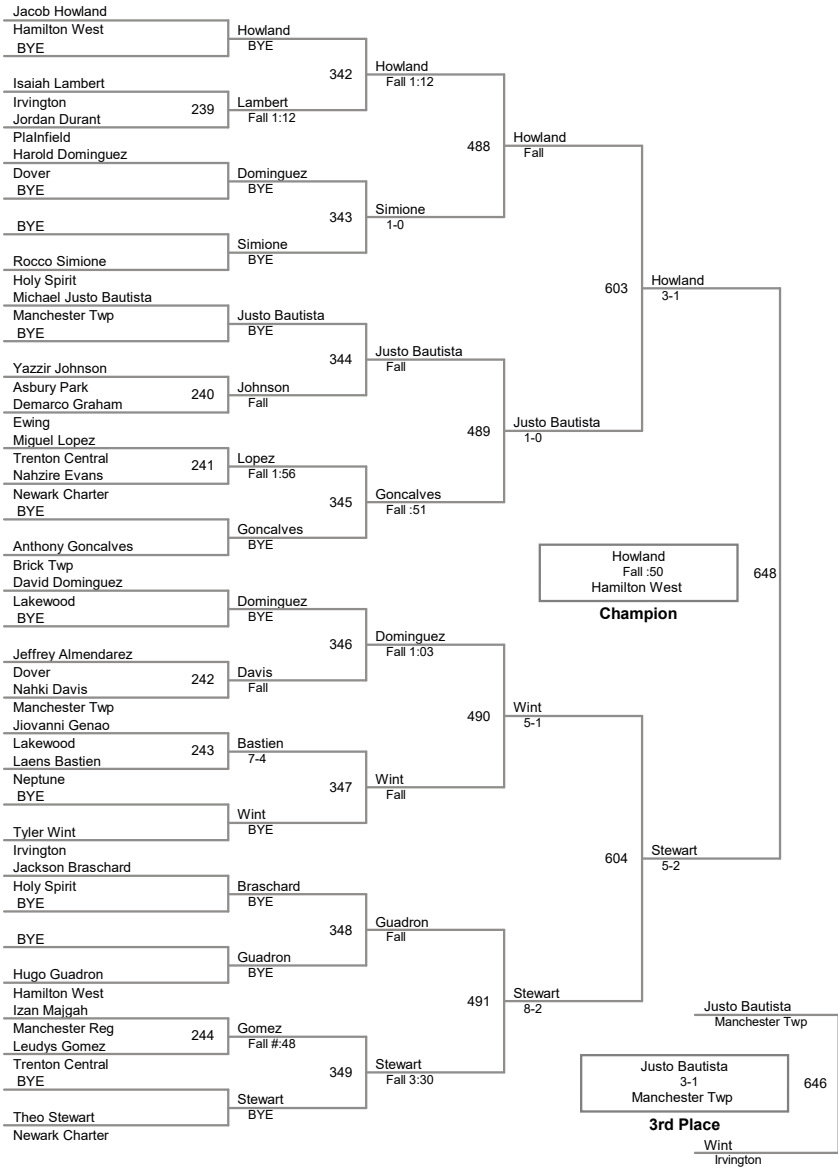 Jacob Howland
Hamilton West
BYE
Isaiah Lambert
Irvington
Jordan Durant
Plalnfield
Harold Dominguez
Dover
BYE
BYE
Rocco Simione
Holy Spirit
Michael Justo Bautista
Manchester Twp
BYE
Yazzir Johnson
Asbury Park
Demarco Graham
Ewing
Miguel Lopez
Trenton Central
Nahzire Evans
Newark Charter
BYE
Anthony Goncalves
Brick Twp
David Dominguez
Lakewood
BYE
Jeffrey Almendarez
Dover
Nahki Davis
Manchester Twp
Jiovanni Genao
Lakewood
Laens Bastien
Neptune
BYE
Tyler Wint
Irvington
Jackson Braschard
Holy Spirit
BYE
BYE
Hugo Guadron
Hamilton West
Izan Majgah
Manchester Reg
Leudys Gomez
Trenton Central
BYE
Theo Stewart
Newark Charter
239
240
241
242
243
244
Howland
BYE
Lambert
Fall 1:12
Dominguez
BYE
Simione
BYE
Justo Bautista
BYE
Johnson
Fall
Lopez
Fall 1:56
Goncalves
BYE
Dominguez
BYE
Davis
Fall
Bastien
7-4
Wint
BYE
Braschard
BYE
Guadron
BYE
Gomez
Fall #:48
Stewart
BYE
342
343
344
345
346
347
348
349
Howland
Fall 1:12
Simione
1-0
Justo Bautista
Fall
Goncalves
Fall :51
Dominguez
Fall 1:03
Wint
Fall
Guadron
Fall
Stewart
Fall 3:30
488
489
490
491
Howland
Fall
Justo Bautista
1-0
Wint
5-1
Stewart
8-2
603
604
Howland
3-1
Stewart
5-2
648
Howland
Fall :50
Hamilton West
Champion
Justo Bautista
Manchester Twp
646
Justo Bautista
3-1
Manchester Twp
3rd Place
Wint
Irvington